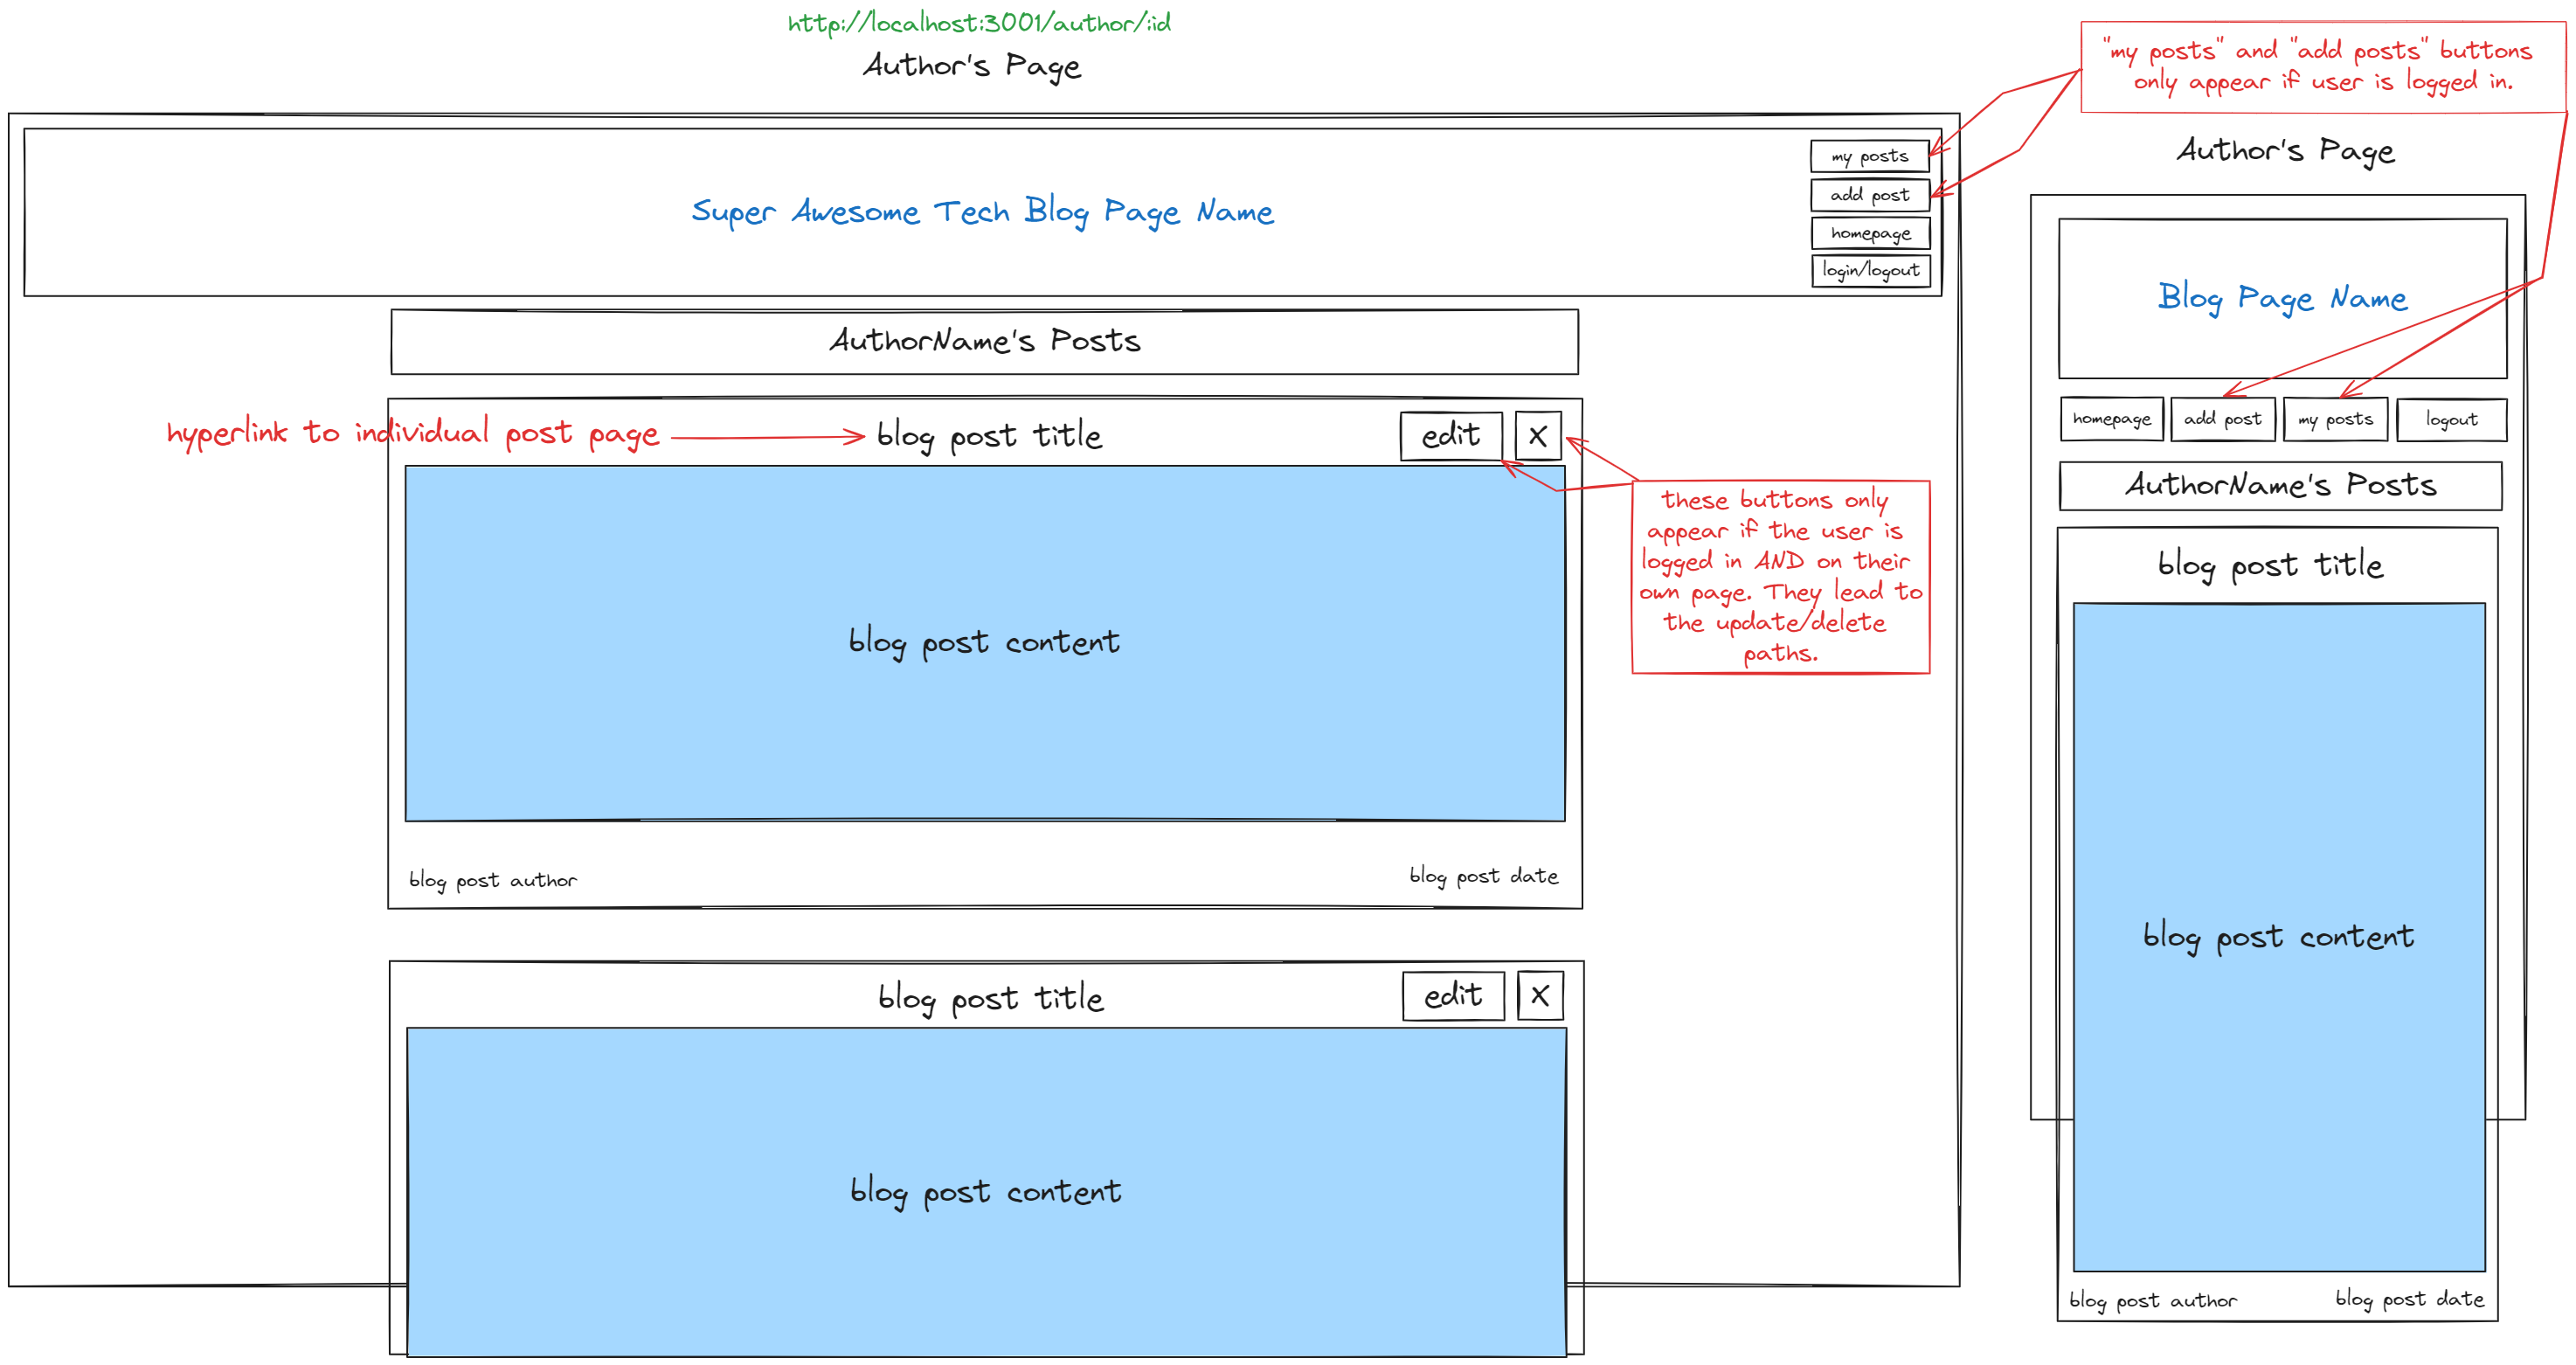 http://localhost:3001/author/:id
Author's Page
Super Awesome Tech Blog Page Name
my posts
add post
homepage
login/logout
AuthorName's Posts
hyperlink to individual post page
blog post title
edit
X
blog post content
these buttons only
appear if the user is
logged in AND on their
own page. They lead to
the update/delete
paths.
blog post author
blog post date
blog post title
edit
X
blog post content
"my posts" and "add posts" buttons
only appear if user is logged in.
Author's Page
Blog Page Name
homepage
add post
my posts
logout
AuthorName's Posts
blog post title
blog post content
blog post author
blog post date